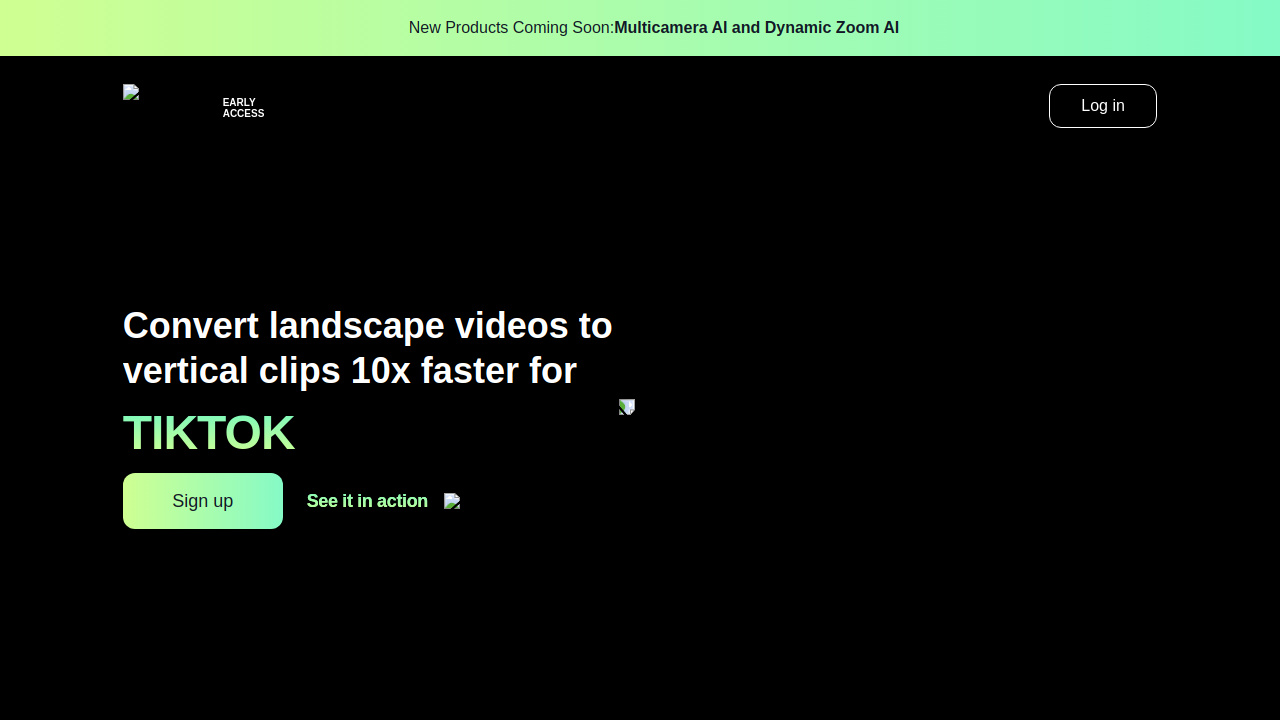 New Products Coming Soon:Multicamera AI and Dynamic Zoom AI
EARLY
ACCESS
Log in
Convert landscape videos to
vertical clips 10x faster for
TIKTOK
Sign up
See it in action